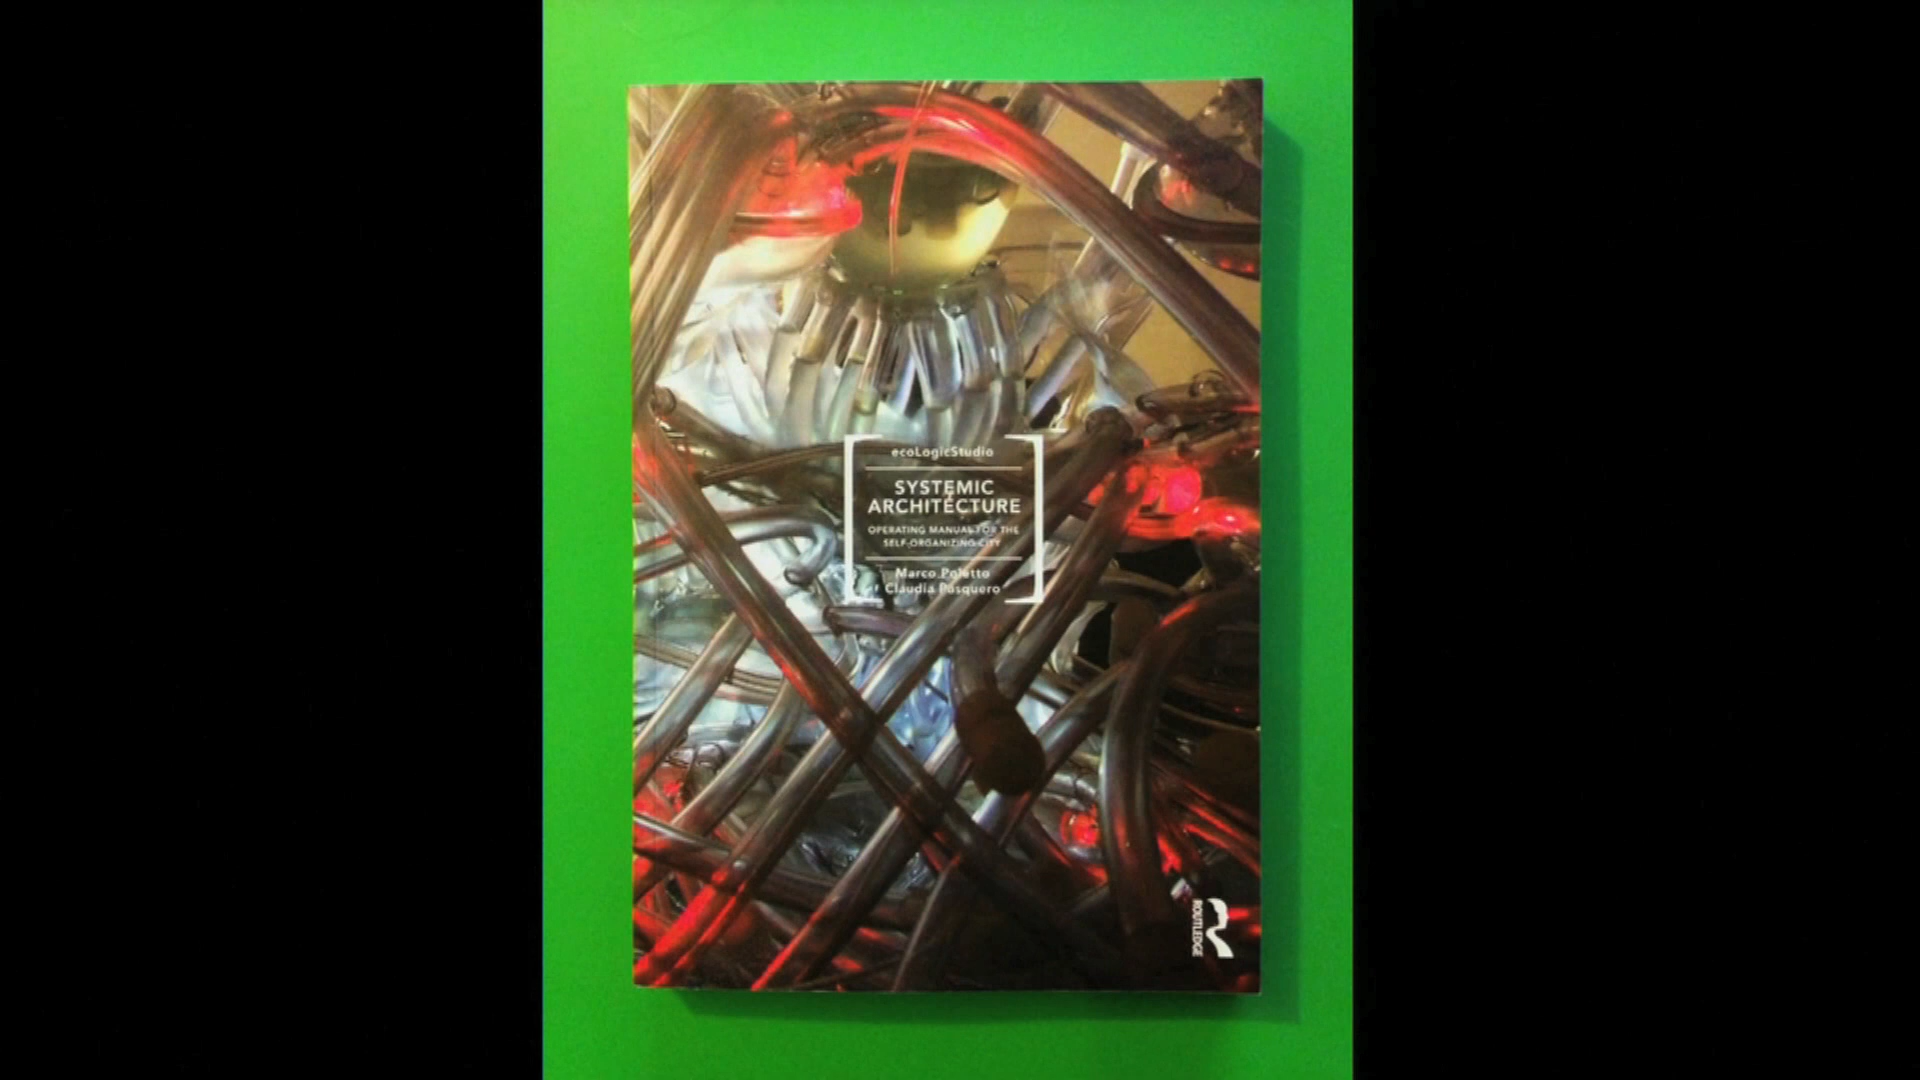 ecoLogicStudio
SYSTEMIC
ARCHITECTURE
OPERATING MANUAL FOR THE
SELF-ORGANIZING CITY
Marco Poletto
Claudia Pasquero
ROUTLEDGE